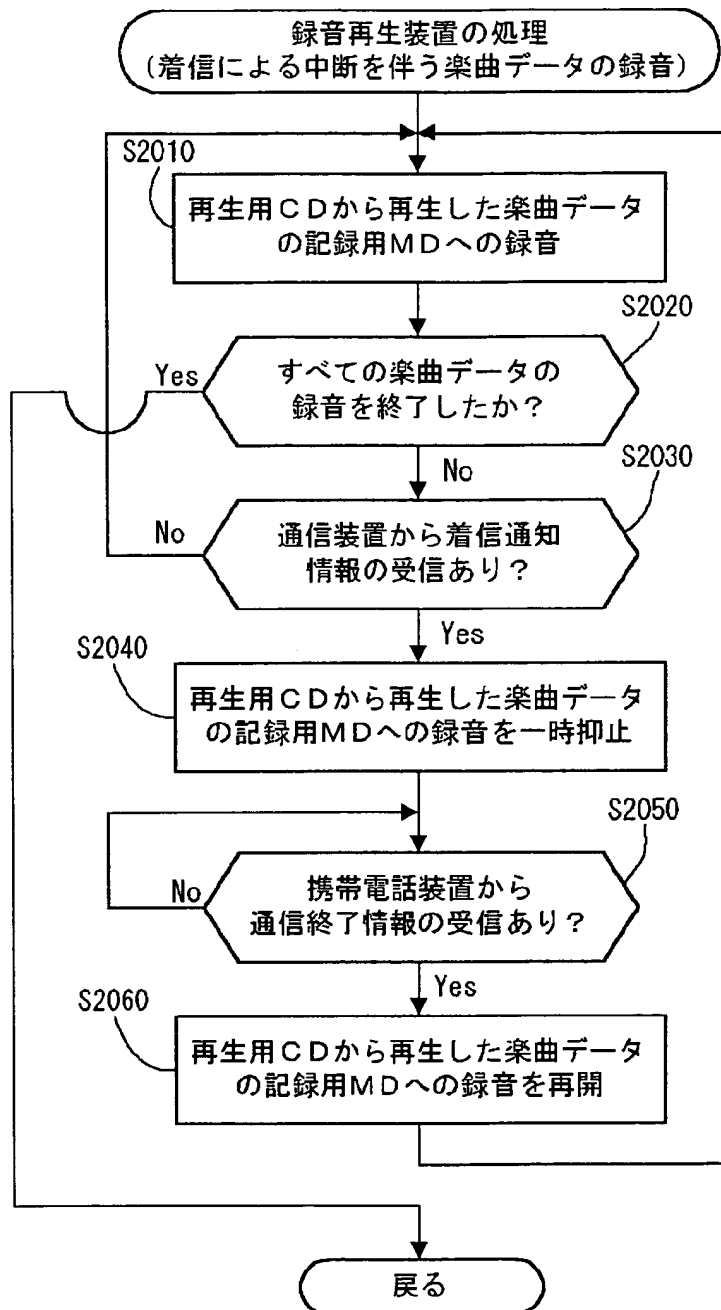 録音再生装置の処理
(着信による中断を伴う楽曲データの録音)
S2010
再生用CDから再生した楽曲データ
の記録用MDへの録音
S2020
すべての楽曲データの
録音を終了したか?
Yes
No
S2030
通信装置から着信通知
情報の受信あり?
No
Yes
S2040
再生用CDから再生した楽曲データ
の記録用MDへの録音を一時抑止
S2050
携帯電話装置から
通信終了情報の受信あり?
No
Yes
S2060
再生用CDから再生した楽曲データ
の記録用MDへの録音を再開
戻る